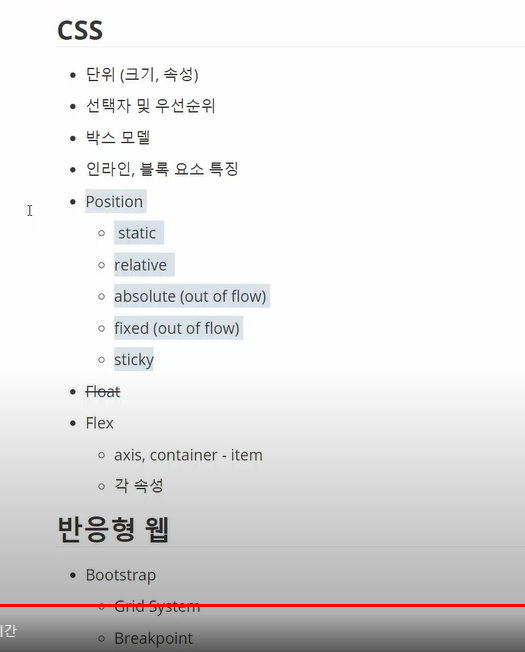 CSS
단위 (크기, 속성)
선택자 및 우선순위
박스 모델
인라인, 블록 요소 특징
Position
static
relative
absolute (out of flow)
fixed (out of flow)
sticky
Float
Flex
axis, container - item
각 속성
반응형 웹
Bootstrap
Grid System
Breakpoint